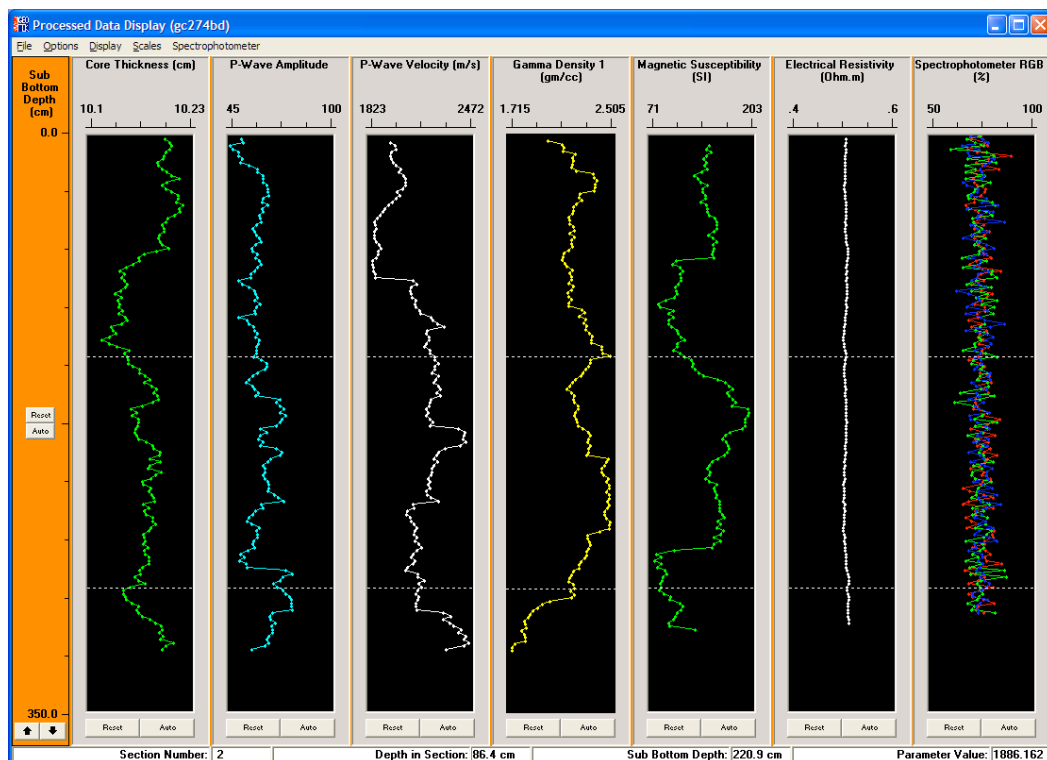 GEO
TEK
Processed Data Display (gc274bd)
File Options Display Scales Spectrophotometer
Sub
Bottom
Depth
(cm)
0.0
350.0
Reset
Auto
Core Thickness (cm)
10.1 10.23
Reset Auto
P-Wave Amplitude
45 100
Reset Auto
P-Wave Velocity (m/s)
1823 2472
Reset Auto
Gamma Density 1
(gm/cc)
1.715 2.505
Reset Auto
Magnetic Susceptibility
(SI)
71 203
Reset Auto
Electrical Resistivity
(Ohm.m)
.4 .6
Reset Auto
Spectrophotometer RGB
(%)
50 100
Reset Auto
Section Number: 2 Depth in Section: 86.4 cm Sub Bottom Depth: 220.9 cm Parameter Value: 1886.162